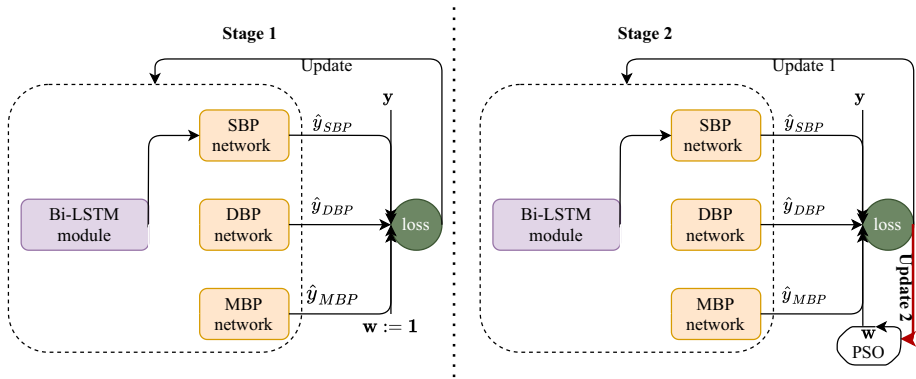 Stage 1
Update
y
SBP
network
ŷ_SBP
Bi-LSTM
module
DBP
network
ŷ_DBP
loss
MBP
network
ŷ_MBP
w := 1
Stage 2
Update 1
y
SBP
network
ŷ_SBP
Bi-LSTM
module
DBP
network
ŷ_DBP
loss
Update 2
MBP
network
ŷ_MBP
w
PSO